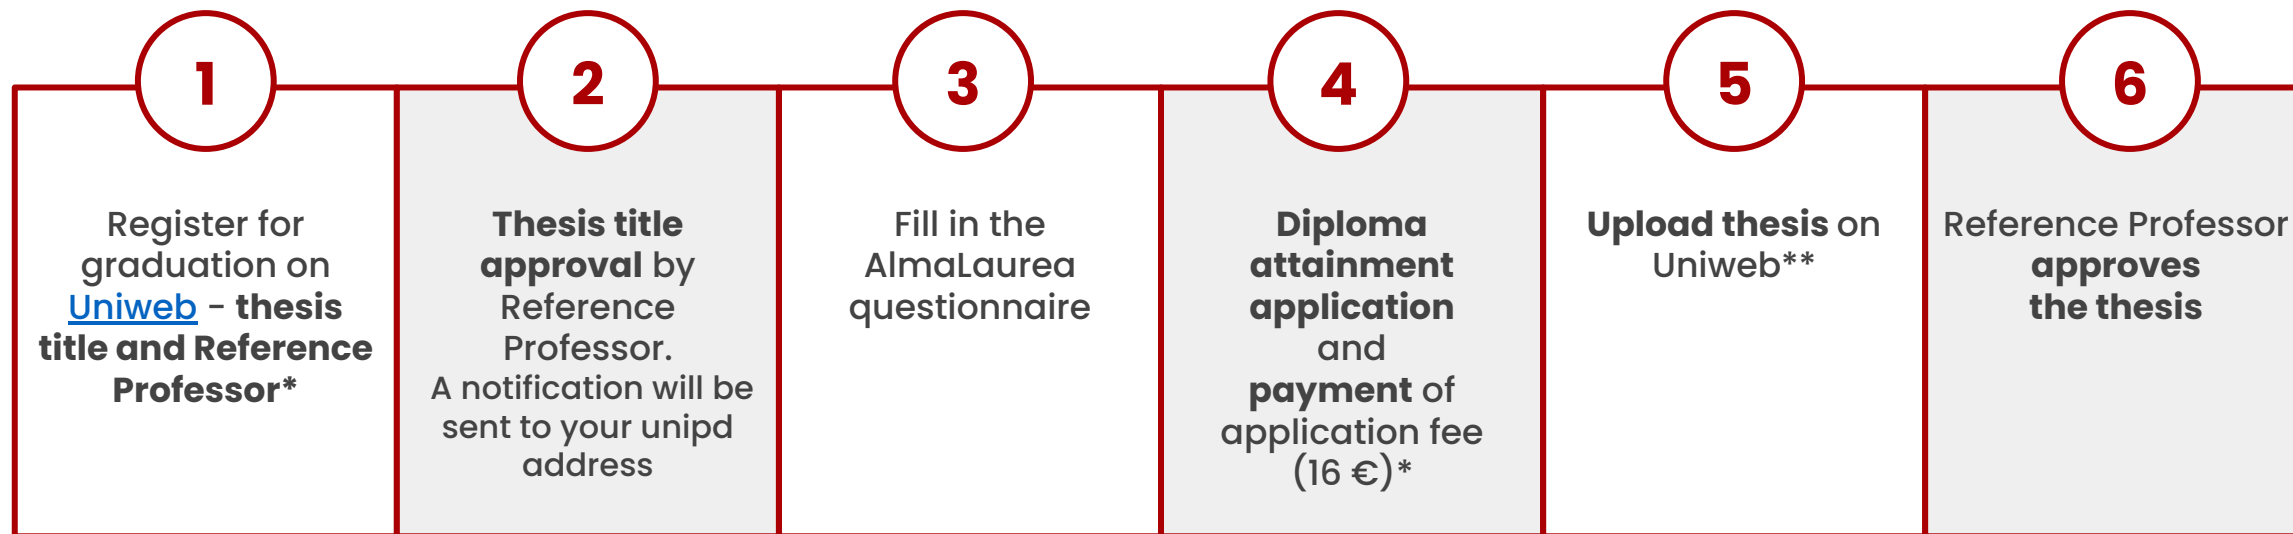 1
Register for
graduation on
Uniweb - thesis
title and Reference
Professor*
2
Thesis title
approval by
Reference
Professor.
A notification will be
sent to your unipd
address
3
Fill in the
AlmaLaurea
questionnaire
4
Diploma
attainment
application
and
payment of
application fee
(16 €)*
5
Upload thesis on
Uniweb**
6
Reference Professor
approves
the thesis